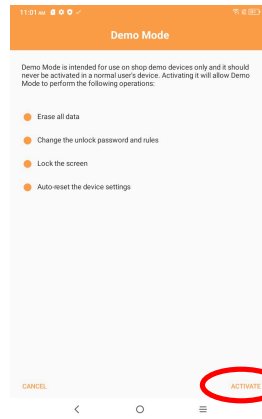 11:01 AM
Demo Mode
Demo Mode is intended for use on shop demo devices only and it should
never be activated in a normal user's device. Activating it will allow Demo
Mode to perform the following operations:
Erase all data
Change the unlock password and rules
Lock the screen
Auto-reset the device settings
CANCEL
ACTIVATE